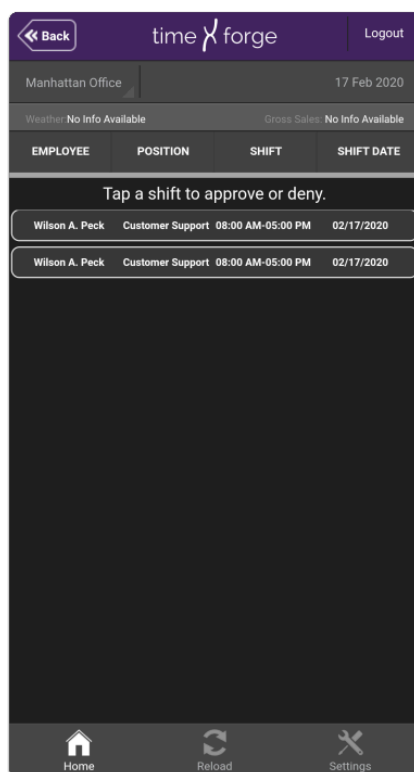 Back timeforge Logout
Manhattan Office 17 Feb 2020
Weather:No Info Available Gross Sales: No Info Available
EMPLOYEE POSITION SHIFT SHIFT DATE
Tap a shift to approve or deny.
Wilson A. Peck Customer Support 08:00 AM-05:00 PM 02/17/2020
Wilson A. Peck Customer Support 08:00 AM-05:00 PM 02/17/2020
Home Reload Settings